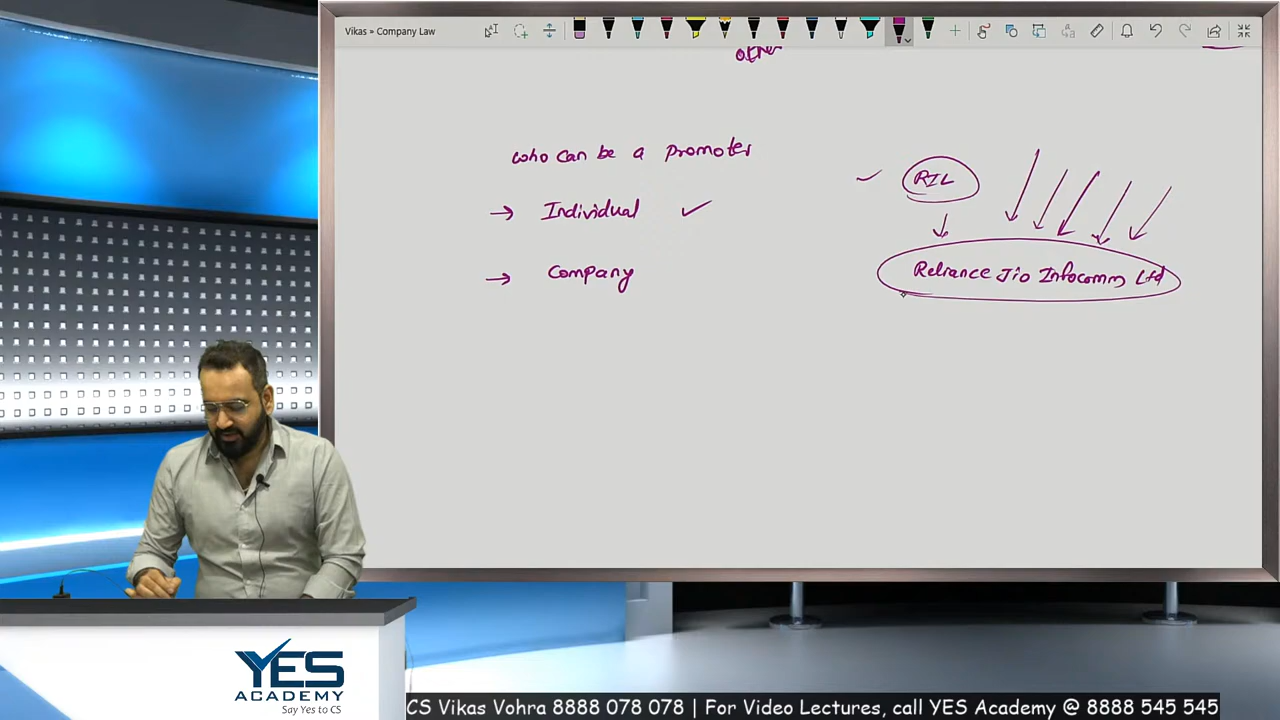 Vikas » Company Law
other
who can be a promoter
→ Individual ✓
→ Company
✓ RIL
Reliance Jio Infocomm Ltd
YES
ACADEMY
Say Yes to CS
CS Vikas Vohra 8888 078 078 | For Video Lectures, call YES Academy @ 8888 545 545